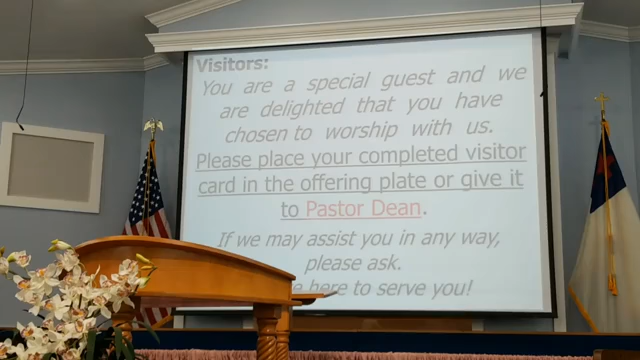 Visitors:
You are a special guest and we
are delighted that you have
chosen to worship with us.
Please place your completed visitor
card in the offering plate or give it
to Pastor Dean.
If we may assist you in any way,
please ask.
here to serve you!